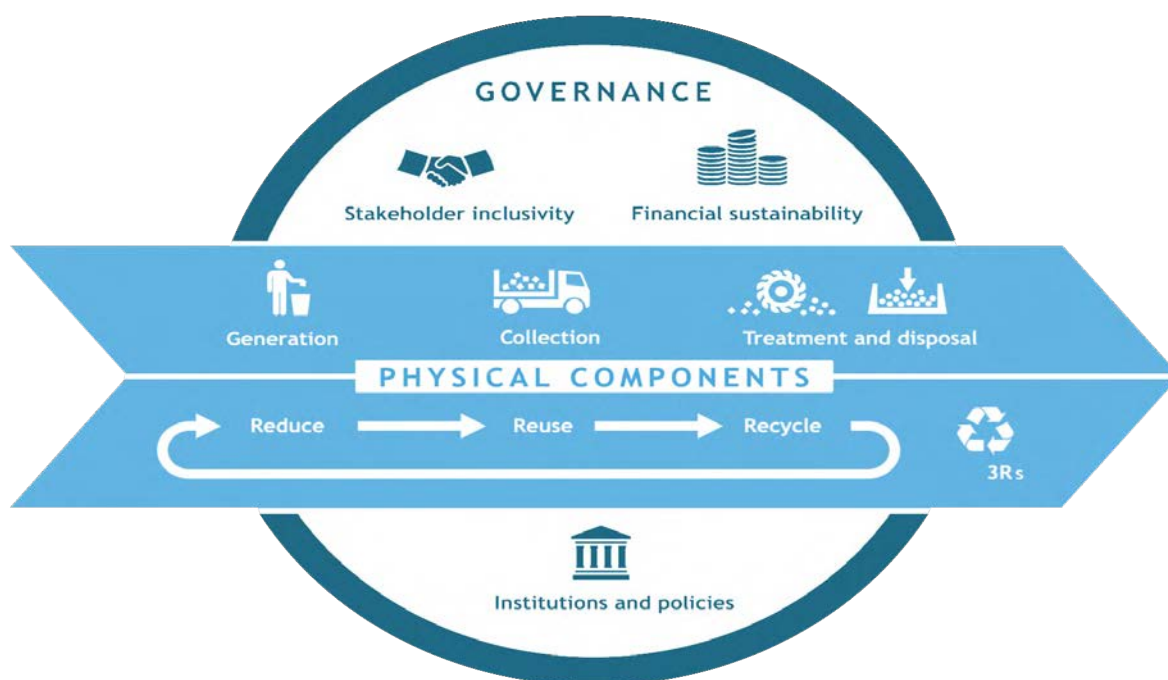 GOVERNANCE
Stakeholder inclusivity
Financial sustainability
Generation
Collection
Treatment and disposal
PHYSICAL COMPONENTS
Reduce
Reuse
Recycle
3Rs
Institutions and policies